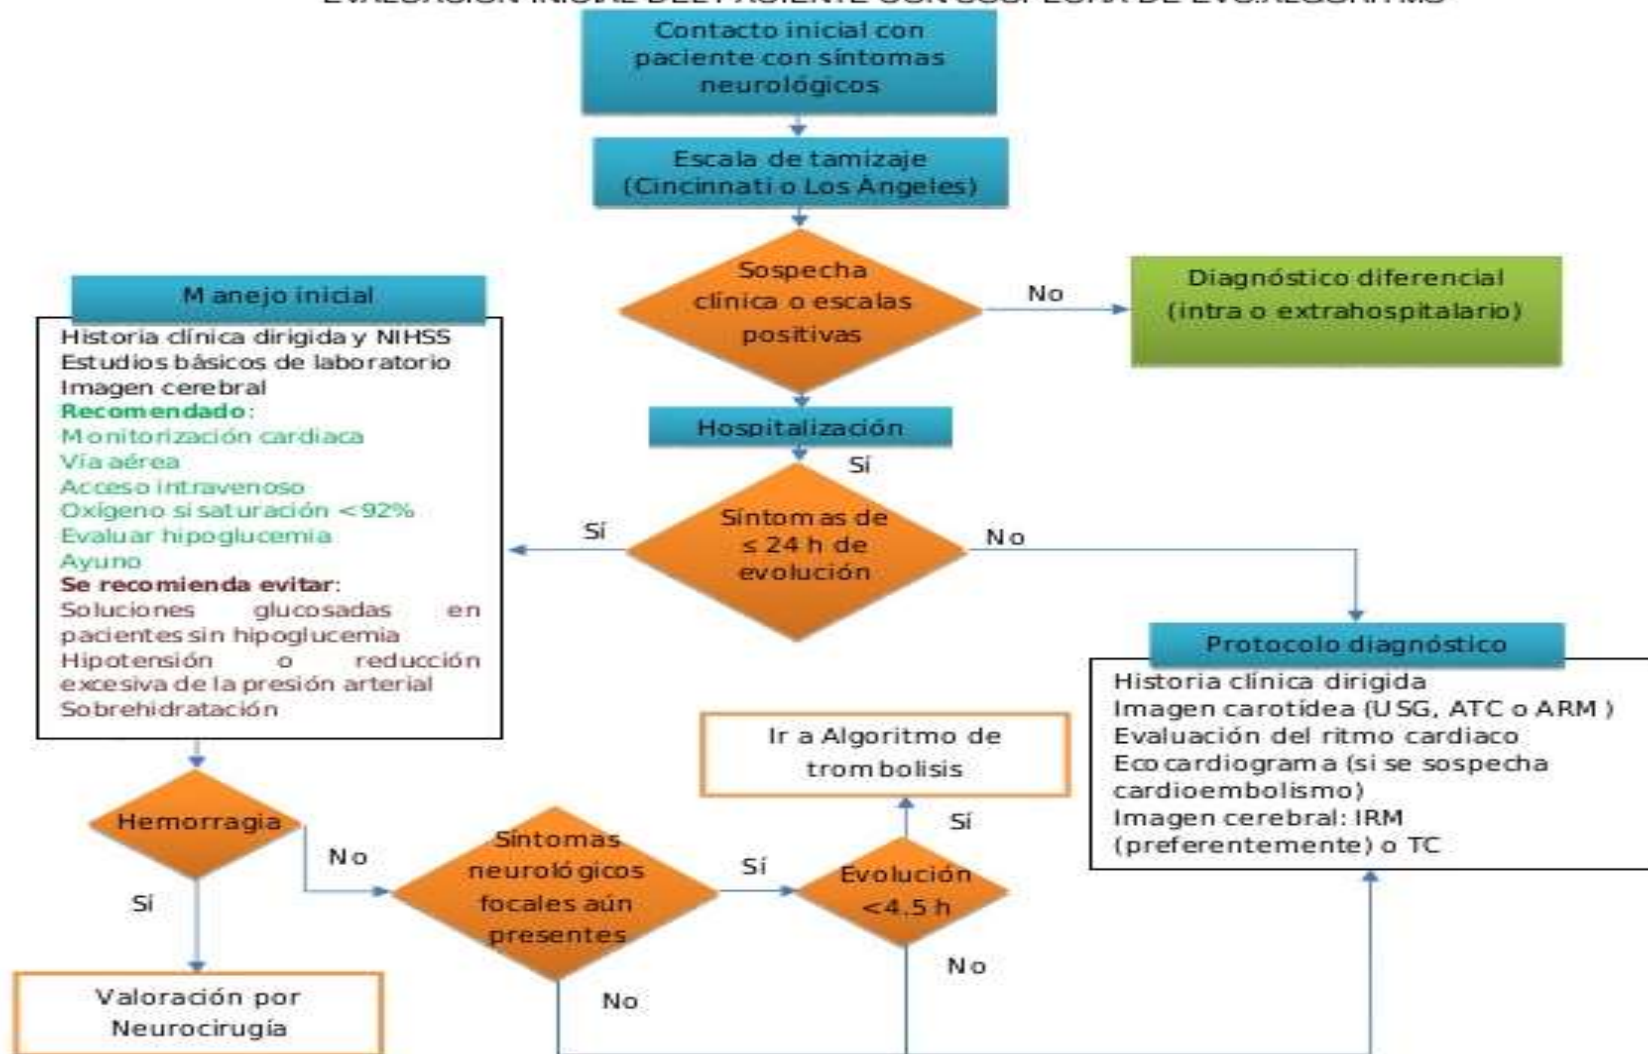 Contacto inicial con
paciente con síntomas
neurológicos
Escala de tamizaje
(Cincinnati o Los Ángeles)
Sospecha
clínica o escalas
positivas
No
Diagnóstico diferencial
(intra o extrahospitalario)
Hospitalización
Sí
Síntomas de
≤ 24 h de
evolución
Sí
No
Manejo inicial
Historia clínica dirigida y NIHSS
Estudios básicos de laboratorio
Imagen cerebral
Recomendado:
Monitorización cardiaca
Vía aérea
Acceso intravenoso
Oxígeno si saturación <92%
Evaluar hipoglucemia
Ayuno
Se recomienda evitar:
Soluciones glucosadas en
pacientes sin hipoglucemia
Hipotensión o reducción
excesiva de la presión arterial
Sobrehidratación
Protocolo diagnóstico
Historia clínica dirigida
Imagen carotídea (USG, ATC o ARM)
Evaluación del ritmo cardiaco
Ecocardiograma (si se sospecha
cardioembolismo)
Imagen cerebral: IRM
(preferentemente) o TC
Ir a Algoritmo de
trombolisis
Hemorragia
No
Sí
Síntomas
neurológicos
focales aún
presentes
Sí
No
Evolución
<4.5 h
Sí
No
Valoración por
Neurocirugía